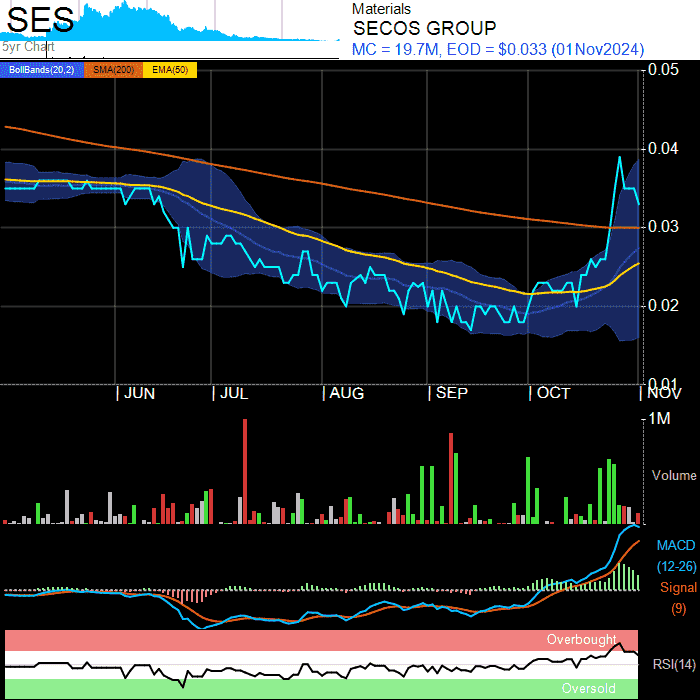 SES
5yr Chart
Materials
SECOS GROUP
MC = 19.7M, EOD = $0.033 (01Nov2024)
BollBands(20,2) SMA(200) EMA(50)
0.05
0.04
0.03
0.02
0.01
JUN JUL AUG SEP OCT NOV
1M
Volume
MACD
(12-26)
Signal
(9)
Overbought
RSI(14)
Oversold